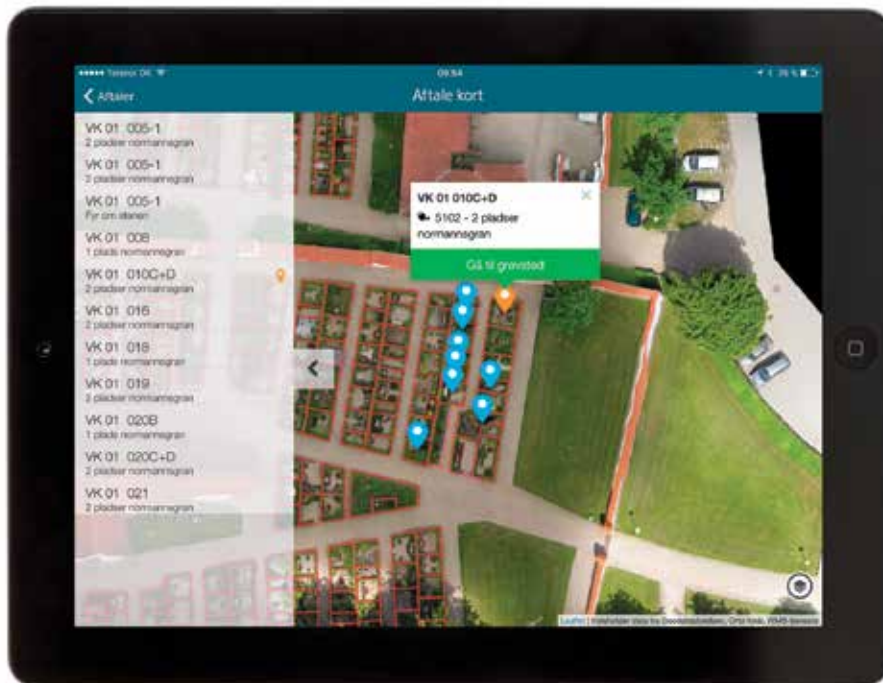 Telenor DK
09.54
Aftaler
Aftale kort
VK 01 005-1
2 pladser normannsgran
VK 01 005-1
2 pladser normannsgran
VK 01 005-1
Fyr om stenen
VK 01 008
1 plads normannsgran
VK 01 010C+D
2 pladser normannsgran
VK 01 016
2 pladser normannsgran
VK 01 018
1 plads normannsgran
VK 01 019
2 pladser normannsgran
VK 01 020B
1 plads normannsgran
VK 01 020C+D
2 pladser normannsgran
VK 01 021
2 pladser normannsgran
VK 01 010C+D
5102 - 2 pladser
normannsgran
Gå til gravsted
Leaflet | Indeholder data fra